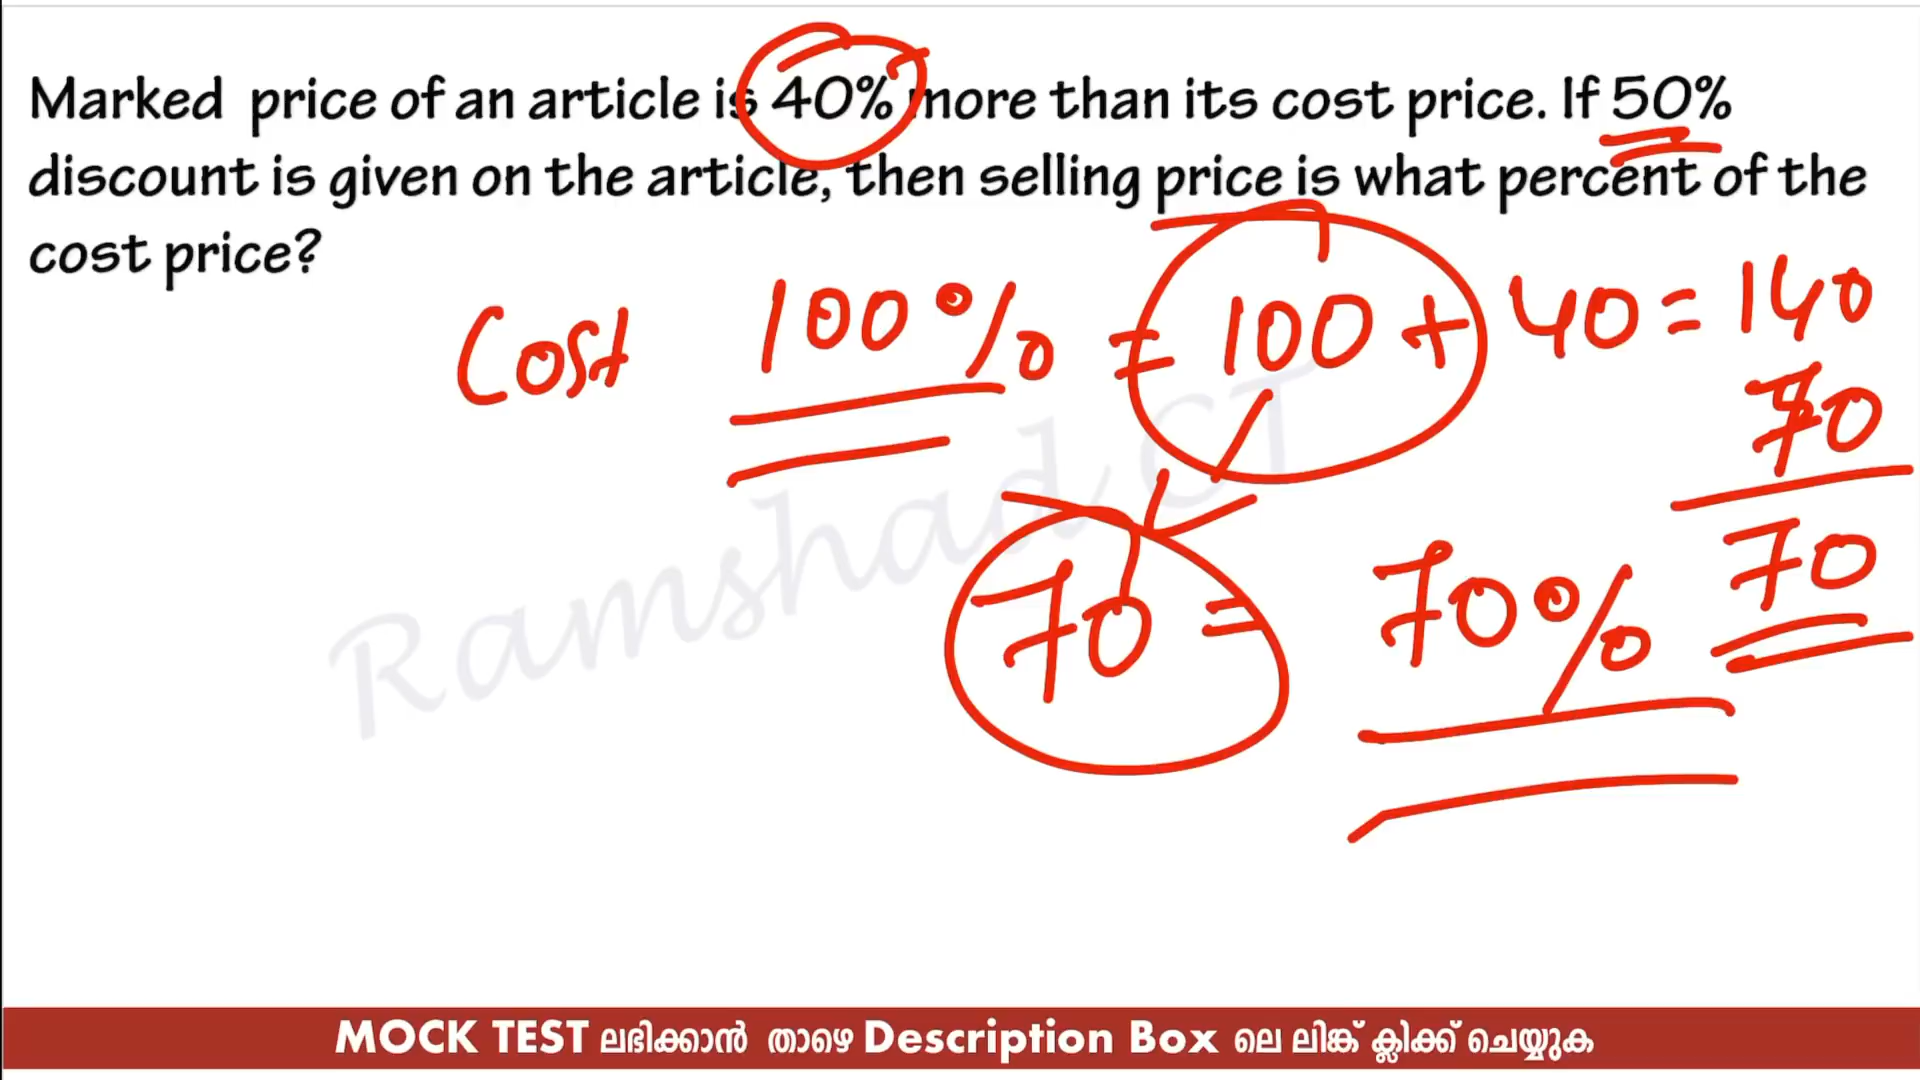 Marked price of an article is 40% more than its cost price. If 50%
discount is given on the article, then selling price is what percent of the
cost price?
Cost 100% = 100 + 40 = 140
70
70
70 = 70%
Ramshad CT
MOCK TEST ലഭിക്കാൻ താഴെ Description Box ലെ ലിങ്ക് ക്ലിക്ക് ചെയ്യുക